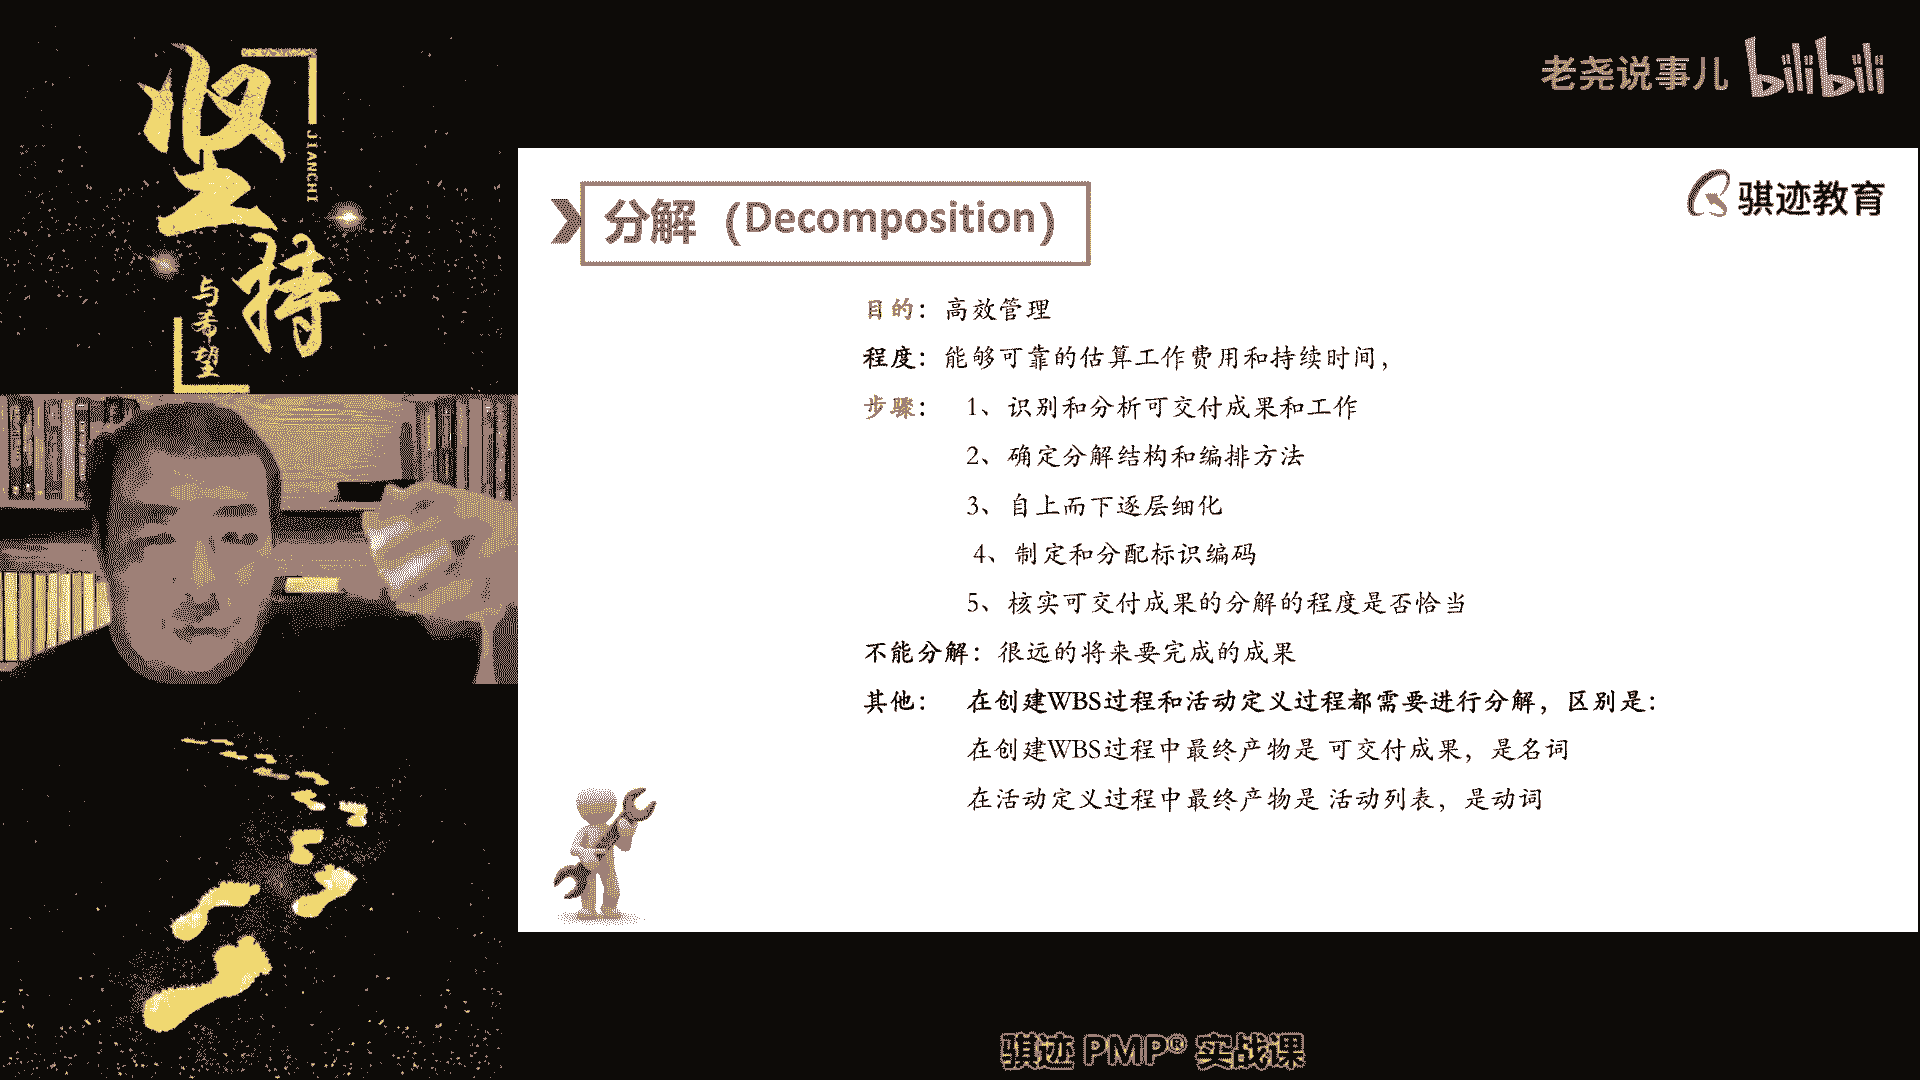 坚持
JIANCHI
与希望
老尧说事儿 bilibili
骐迹教育
分解（Decomposition）
目的：高效管理
程度：能够可靠的估算工作费用和持续时间，
步骤： 1、识别和分析可交付成果和工作
2、确定分解结构和编排方法
3、自上而下逐层细化
4、制定和分配标识编码
5、核实可交付成果的分解的程度是否恰当
不能分解：很远的将来要完成的成果
其他： 在创建WBS过程和活动定义过程都需要进行分解，区别是：
在创建WBS过程中最终产物是 可交付成果，是名词
在活动定义过程中最终产物是 活动列表，是动词
骐迹 PMP® 实战课